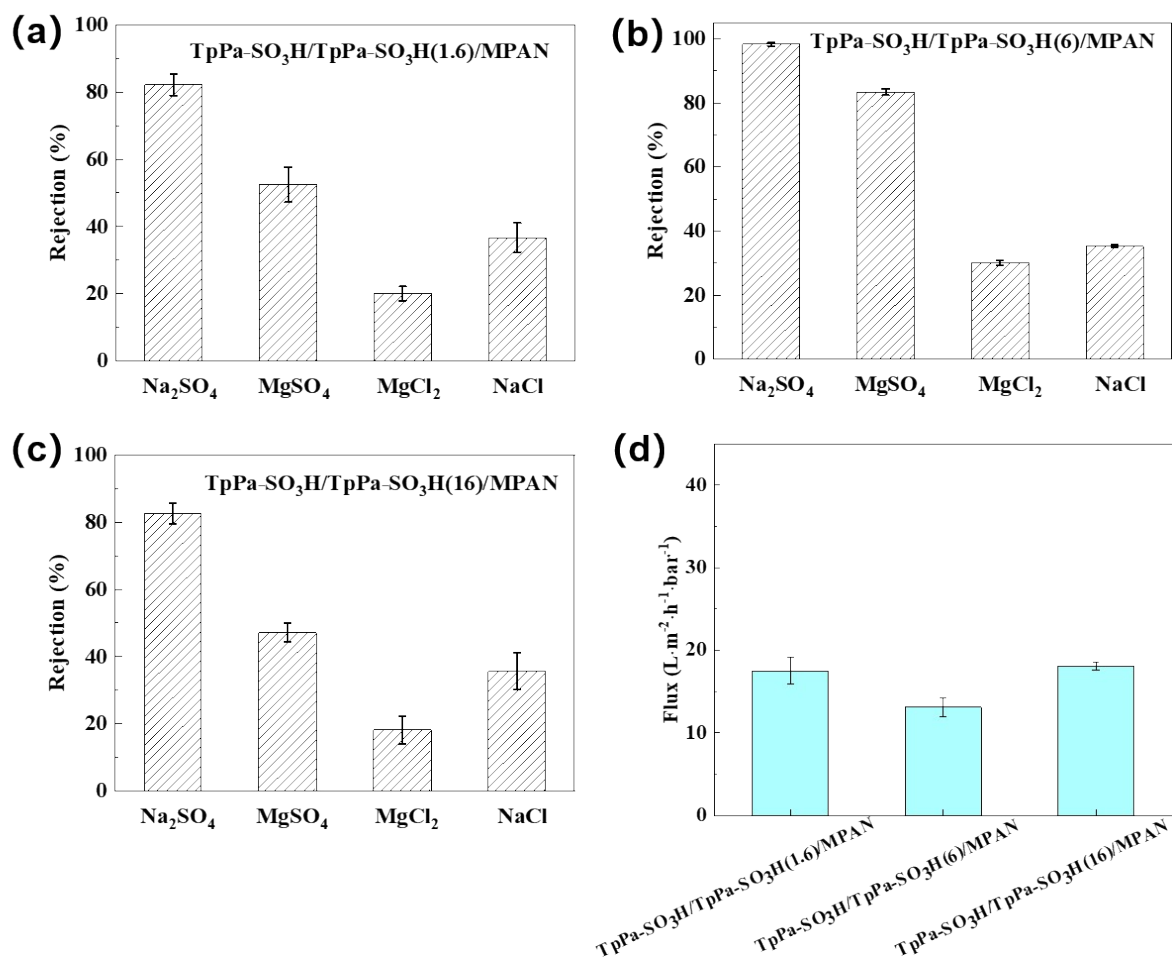 (a)
TpPa-SO₃H/TpPa-SO₃H(1.6)/MPAN
Rejection (%)
100
80
60
40
20
0
Na₂SO₄ MgSO₄ MgCl₂ NaCl
(b)
TpPa-SO₃H/TpPa-SO₃H(6)/MPAN
Rejection (%)
100
80
60
40
20
0
Na₂SO₄ MgSO₄ MgCl₂ NaCl
(c)
TpPa-SO₃H/TpPa-SO₃H(16)/MPAN
Rejection (%)
100
80
60
40
20
0
Na₂SO₄ MgSO₄ MgCl₂ NaCl
(d)
Flux (L·m⁻²·h⁻¹·bar⁻¹)
40
30
20
10
0
TpPa-SO₃H/TpPa-SO₃H(1.6)/MPAN
TpPa-SO₃H/TpPa-SO₃H(6)/MPAN
TpPa-SO₃H/TpPa-SO₃H(16)/MPAN